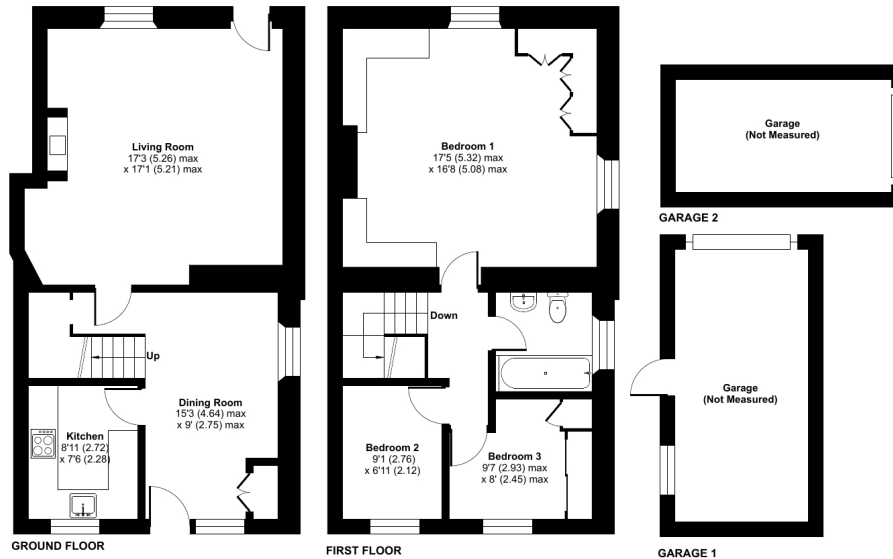 Living Room
17'3 (5.26) max
x 17'1 (5.21) max
Up
Dining Room
15'3 (4.64) max
x 9' (2.75) max
Kitchen
8'11 (2.72)
x 7'6 (2.28)
GROUND FLOOR
Bedroom 1
17'5 (5.32) max
x 16'8 (5.08) max
Down
Bedroom 2
9'1 (2.76)
x 6'11 (2.12)
Bedroom 3
9'7 (2.93) max
x 8' (2.45) max
FIRST FLOOR
Garage
(Not Measured)
GARAGE 2
Garage
(Not Measured)
GARAGE 1